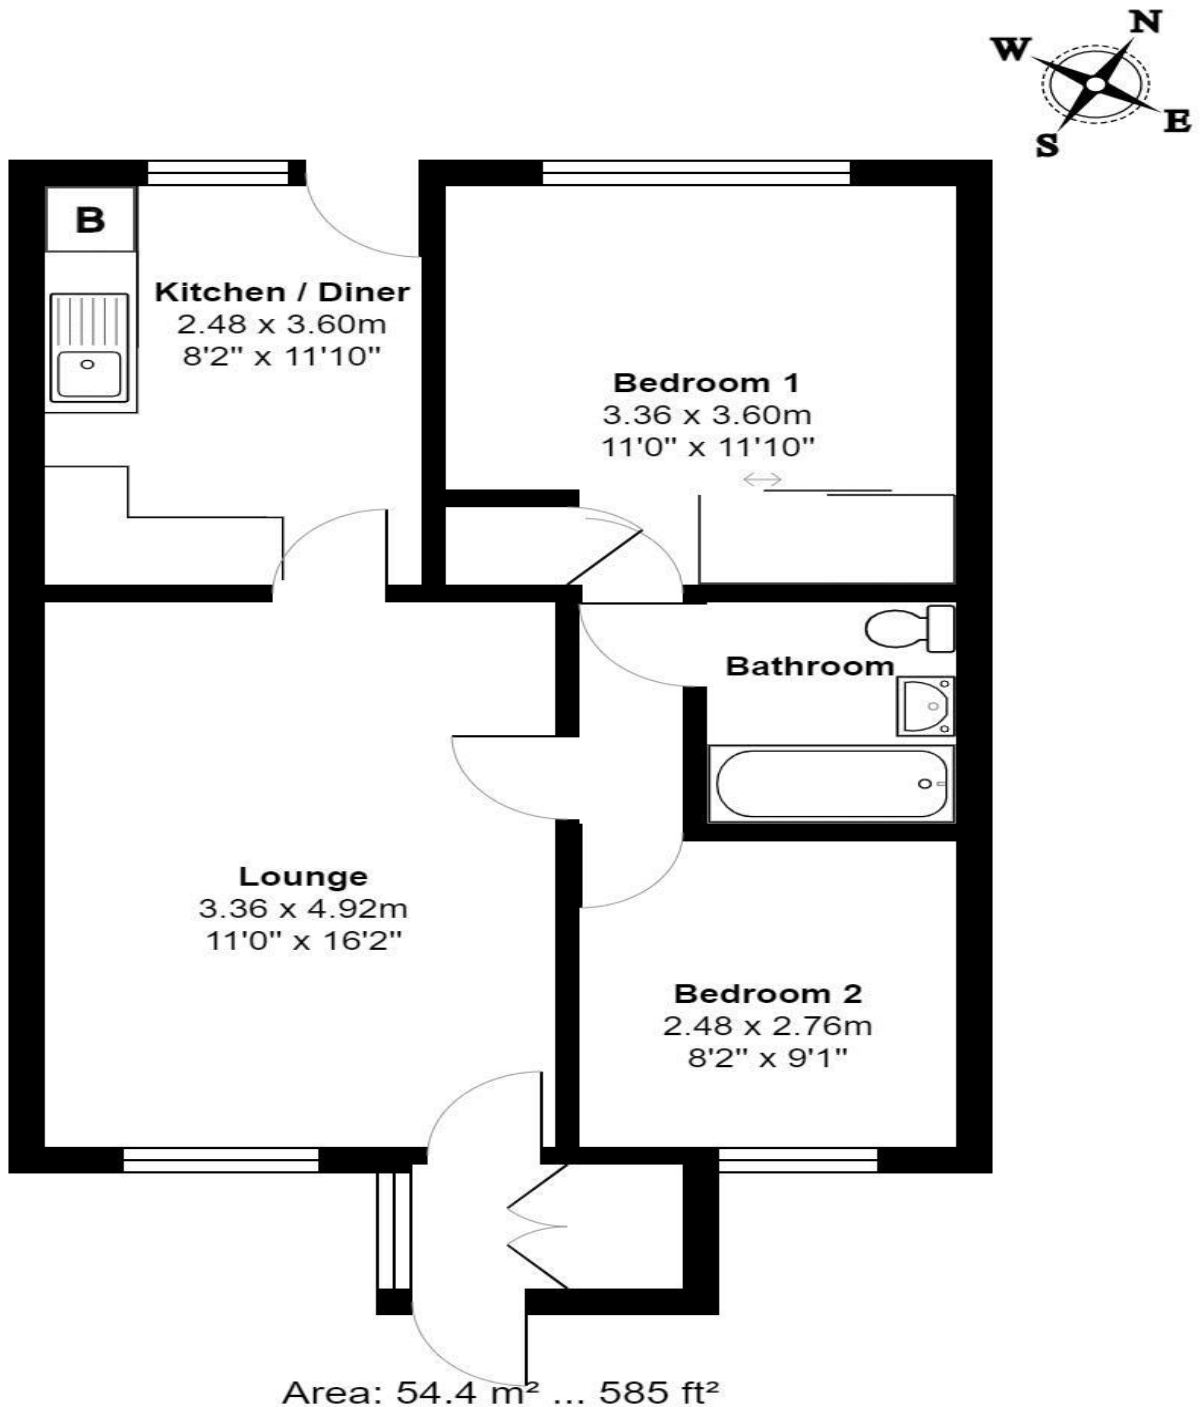 N
W
E
S
B
Kitchen / Diner
2.48 x 3.60m
8'2" x 11'10"
Bedroom 1
3.36 x 3.60m
11'0" x 11'10"
Bathroom
Lounge
3.36 x 4.92m
11'0" x 16'2"
Bedroom 2
2.48 x 2.76m
8'2" x 9'1"
Area: 54.4 m² ... 585 ft²